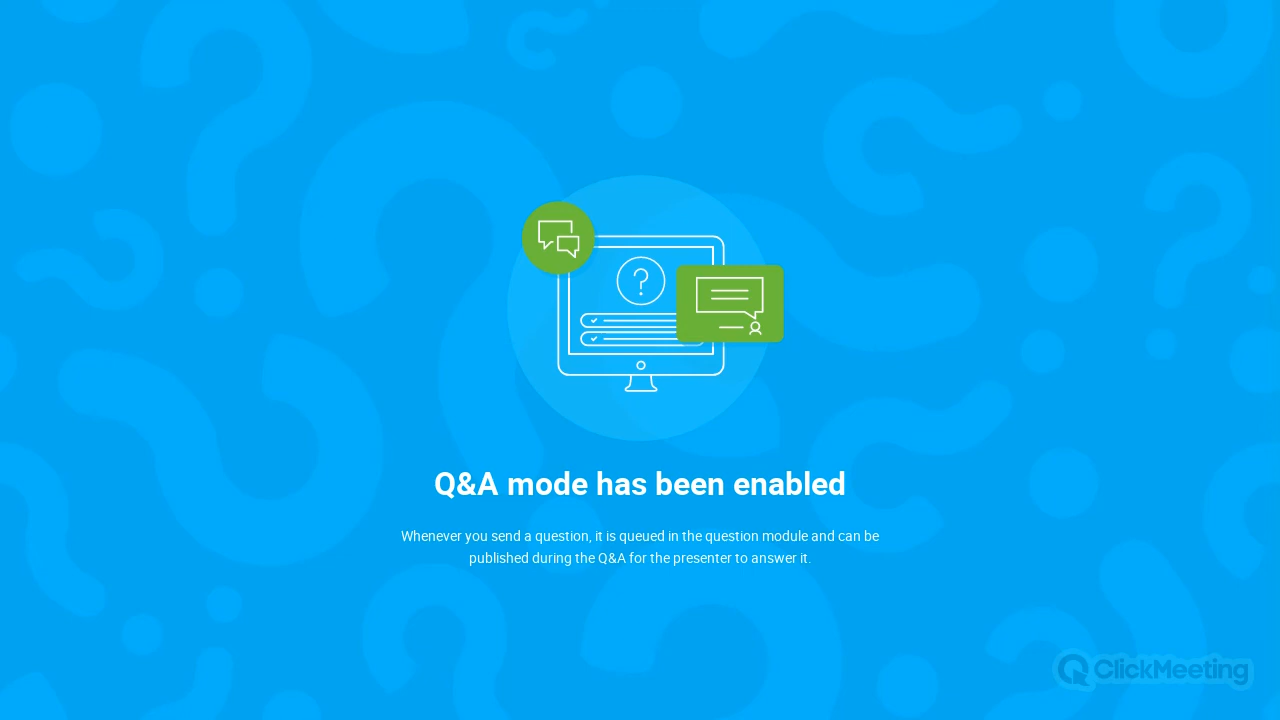 Q&A mode has been enabled
Whenever you send a question, it is queued in the question module and can be
published during the Q&A for the presenter to answer it.
ClickMeeting